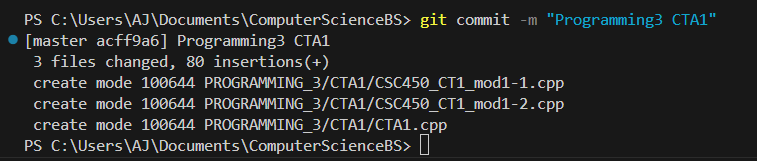 PS C:\Users\AJ\Documents\ComputerScienceBS> git commit -m "Programming3 CTA1"
[master acff9a6] Programming3 CTA1
 3 files changed, 80 insertions(+)
 create mode 100644 PROGRAMMING_3/CTA1/CSC450_CT1_mod1-1.cpp
 create mode 100644 PROGRAMMING_3/CTA1/CSC450_CT1_mod1-2.cpp
 create mode 100644 PROGRAMMING_3/CTA1/CTA1.cpp
PS C:\Users\AJ\Documents\ComputerScienceBS>